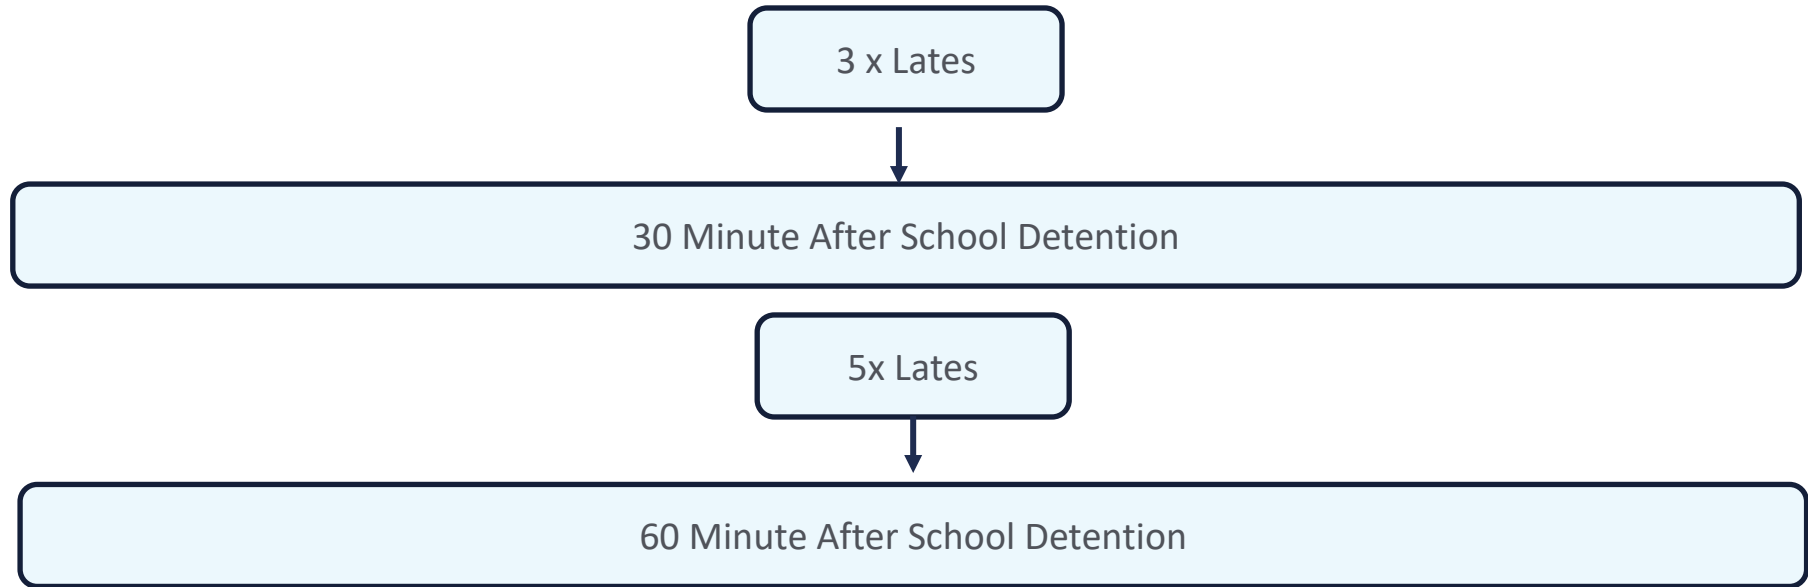 3 x Lates
30 Minute After School Detention
5x Lates
60 Minute After School Detention